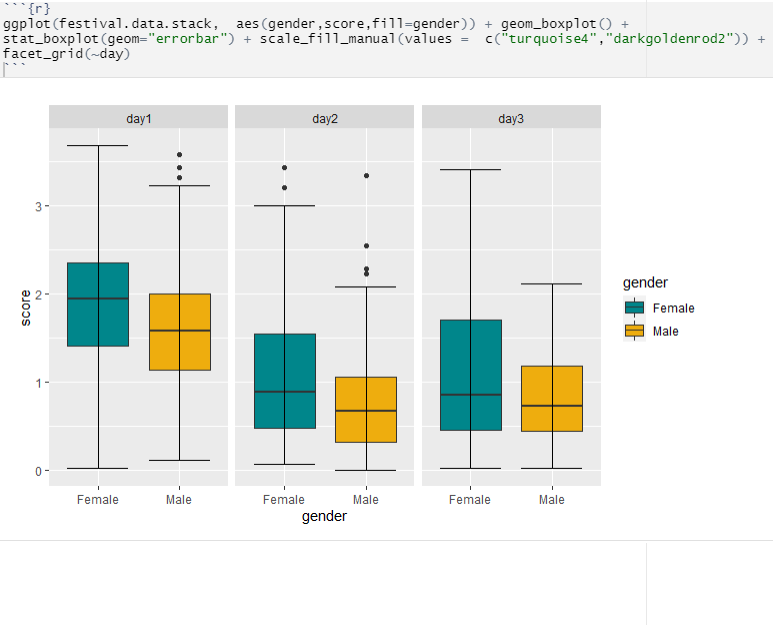 ```{r}
ggplot(festival.data.stack,  aes(gender,score,fill=gender)) + geom_boxplot() +
stat_boxplot(geom="errorbar") + scale_fill_manual(values =  c("turquoise4","darkgoldenrod2")) +
facet_grid(~day)
```
day1 day2 day3
3
2
1
0
score
Female Male Female Male Female Male
gender
gender
Female
Male